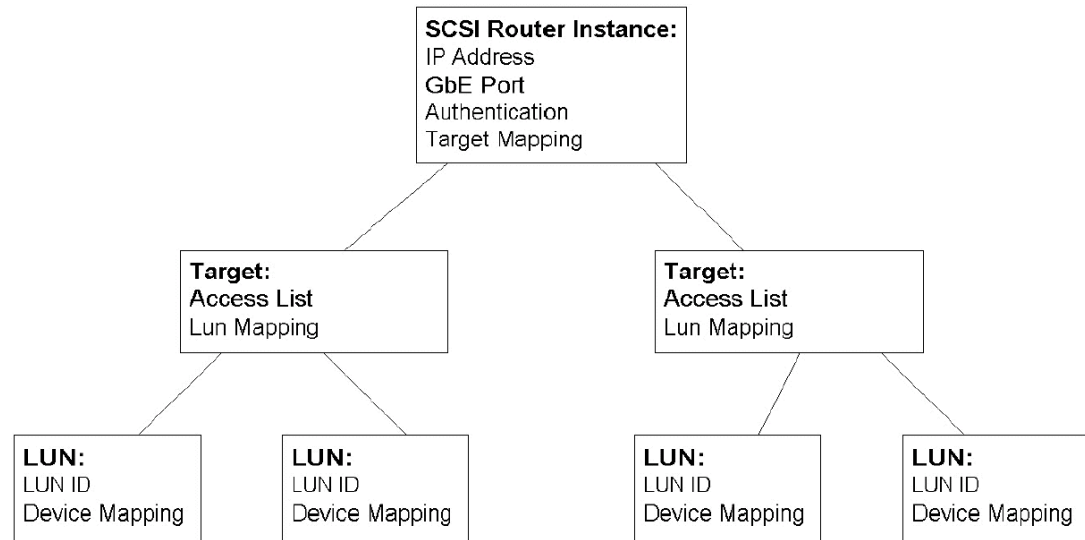 SCSI Router Instance:
IP Address
GbE Port
Authentication
Target Mapping
Target:
Access List
Lun Mapping
Target:
Access List
Lun Mapping
LUN:
LUN ID
Device Mapping
LUN:
LUN ID
Device Mapping
LUN:
LUN ID
Device Mapping
LUN:
LUN ID
Device Mapping